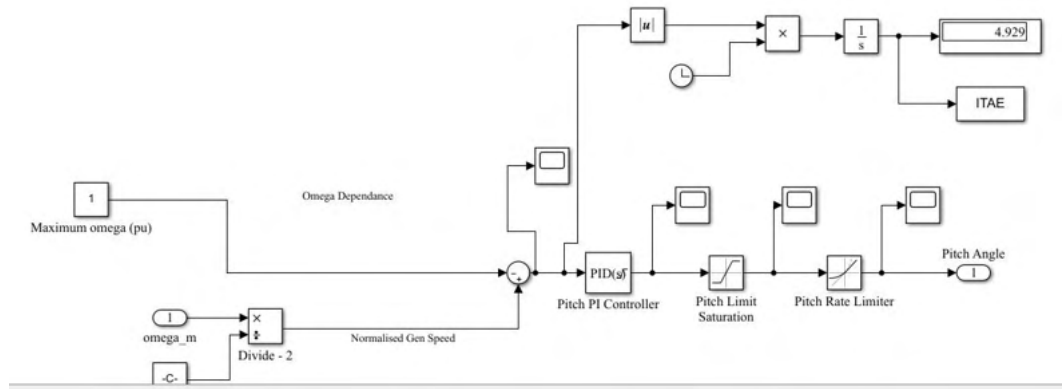 |u|
×
1
s
4.929
ITAE
1
Maximum omega (pu)
Omega Dependance
PID(s)
Pitch PI Controller
Pitch Limit
Saturation
Pitch Rate Limiter
Pitch Angle
1
1
omega_m
×
÷
Divide - 2
Normalised Gen Speed
-C-